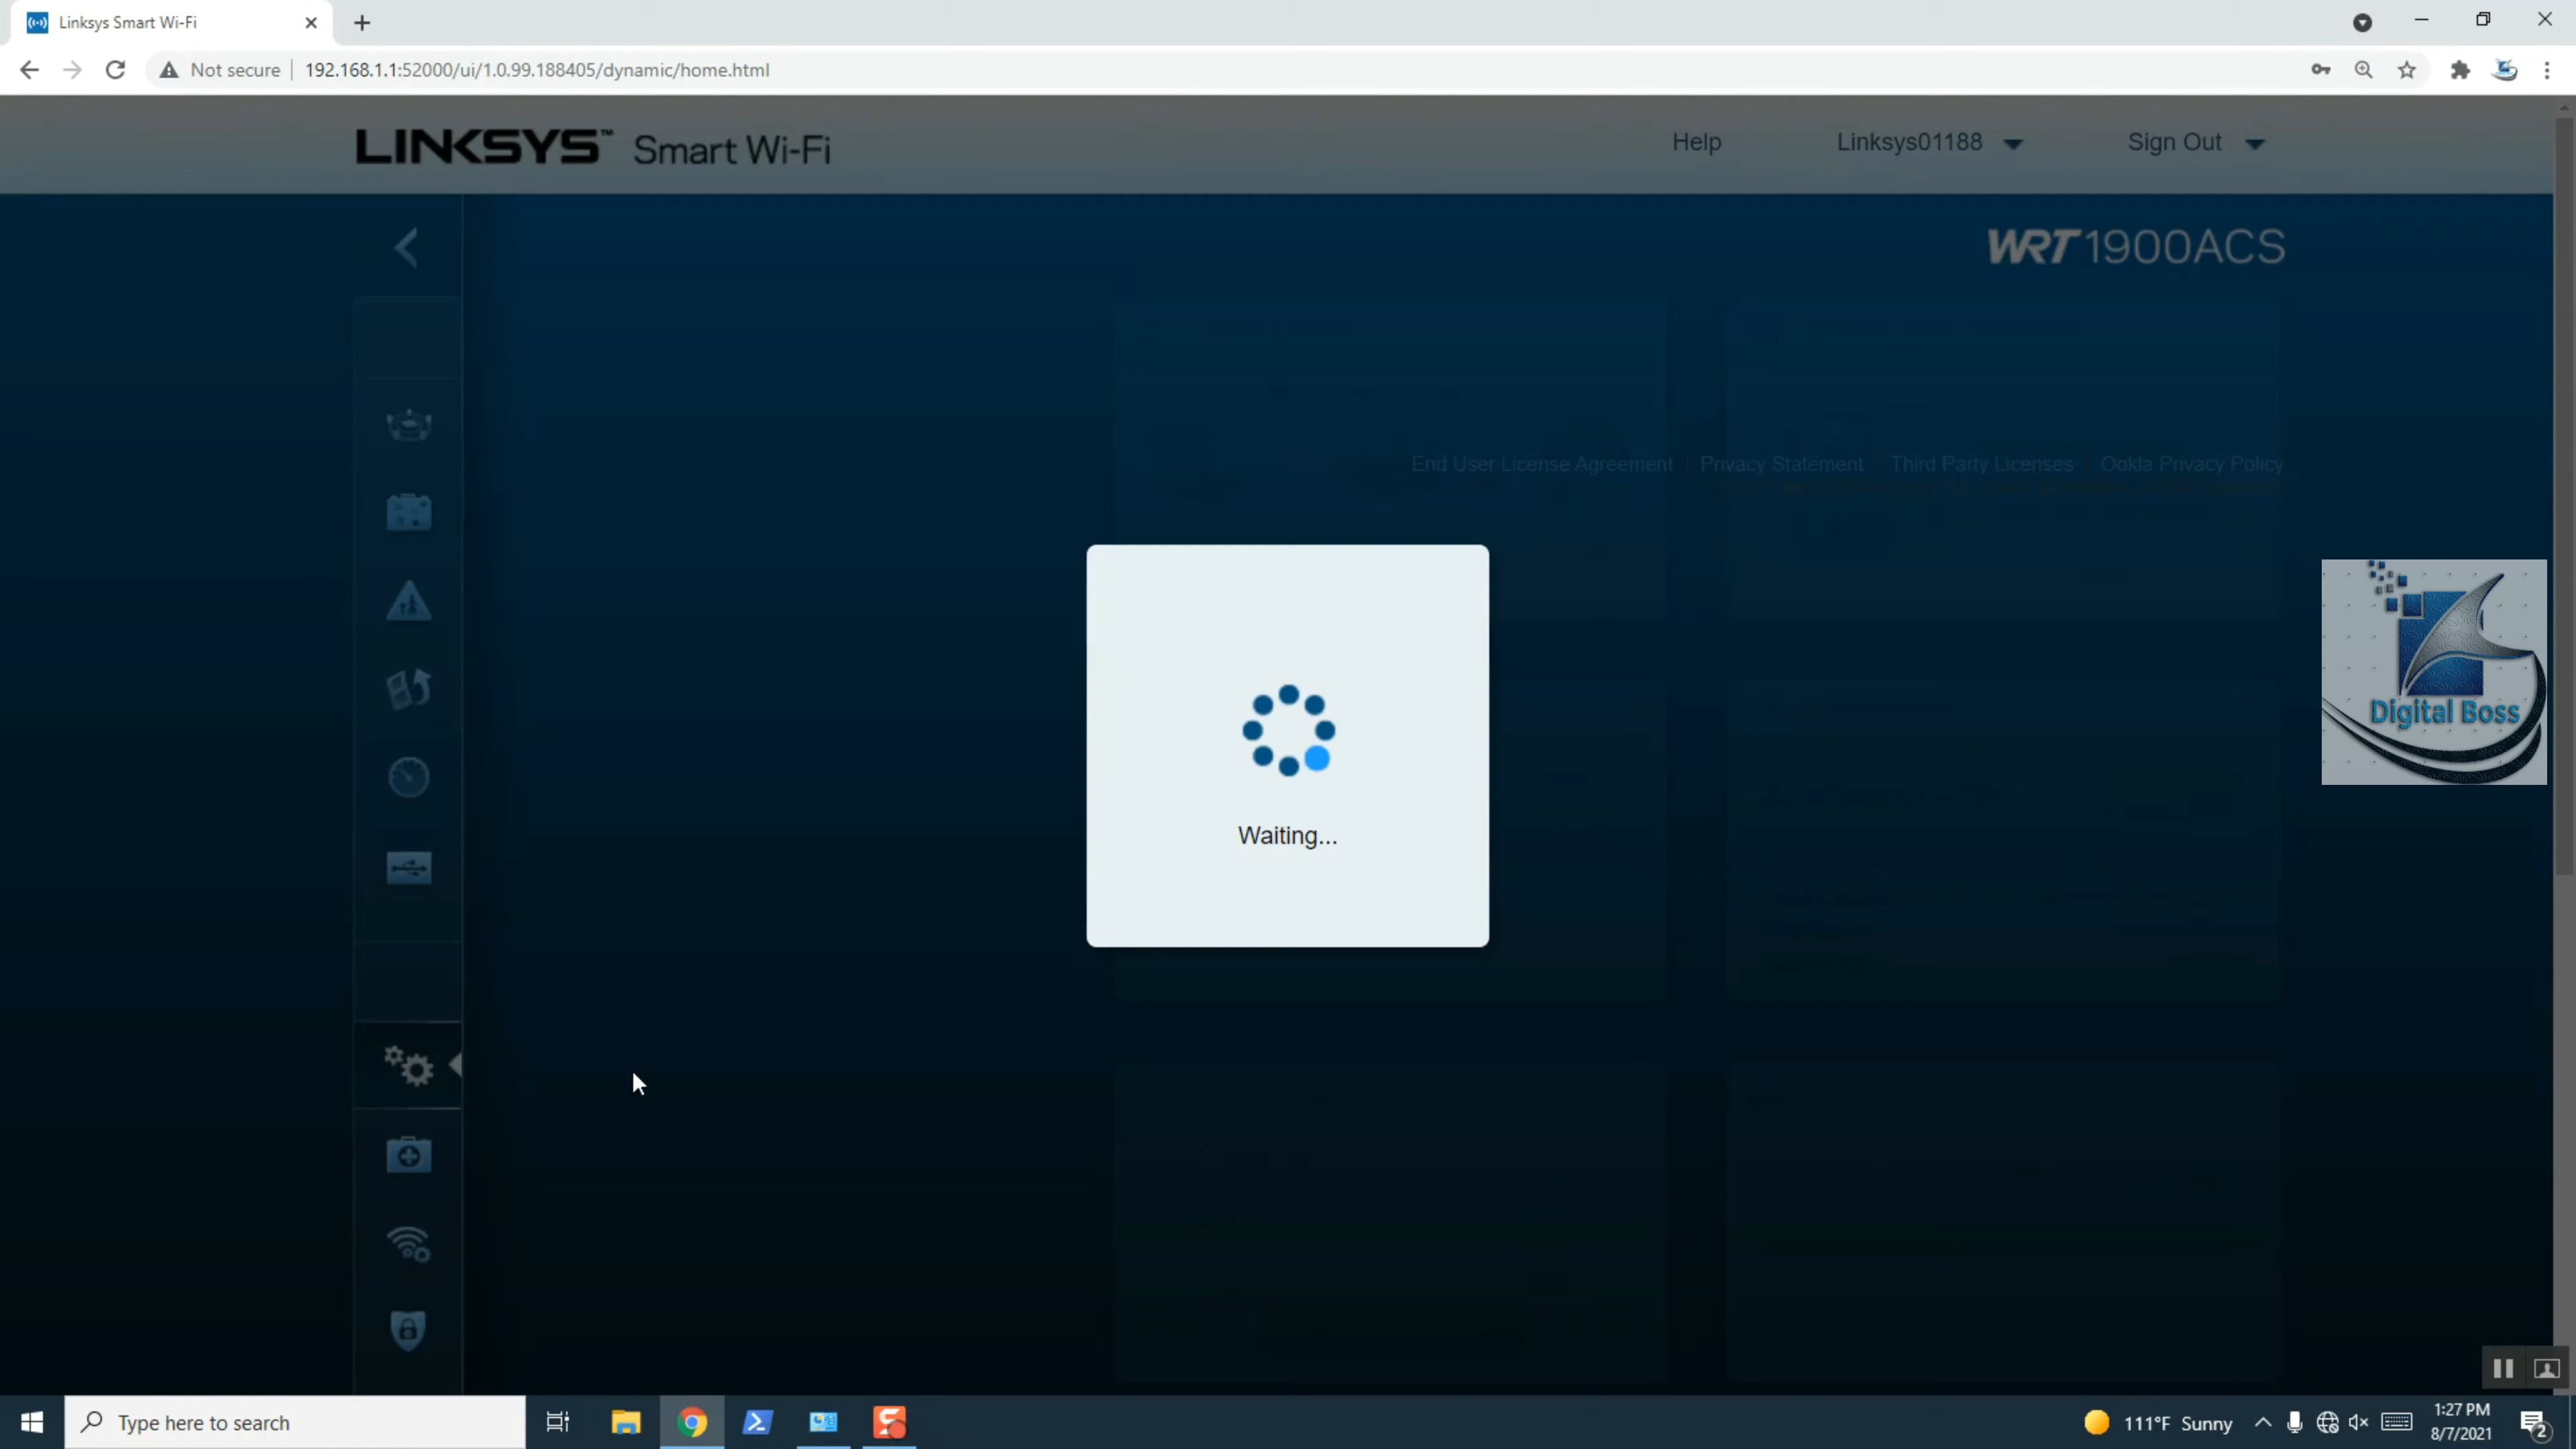 Linksys Smart Wi-Fi
Not secure
192.168.1.1:52000/ui/1.0.99.188405/dynamic/home.html
LINKSYS™ Smart Wi-Fi
Help
Linksys01188
Sign Out
WRT1900ACS
End User License Agreement
Privacy Statement
Third Party Licenses
Ookla Privacy Policy
Digital Boss
Waiting...
Type here to search
111°F Sunny
1:27 PM
8/7/2021
2